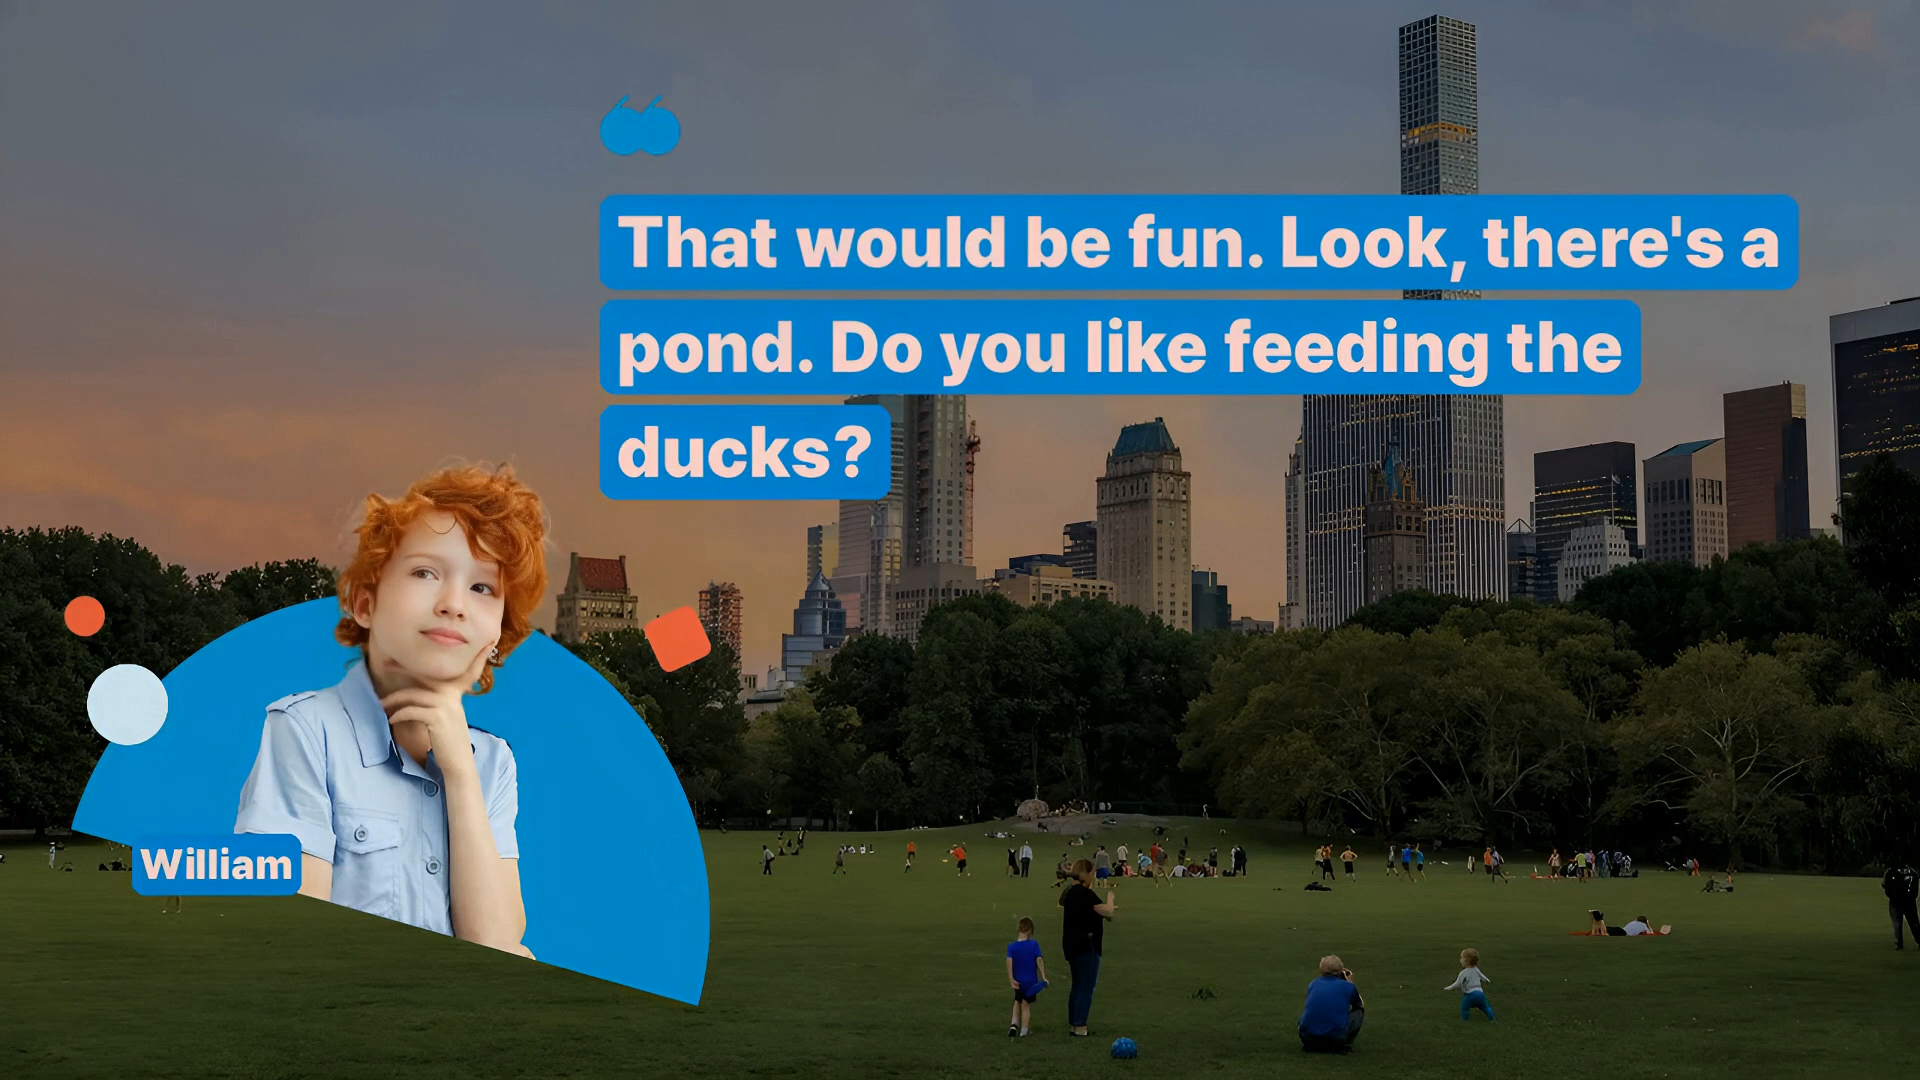 ❝
That would be fun. Look, there's a
pond. Do you like feeding the
ducks?
William